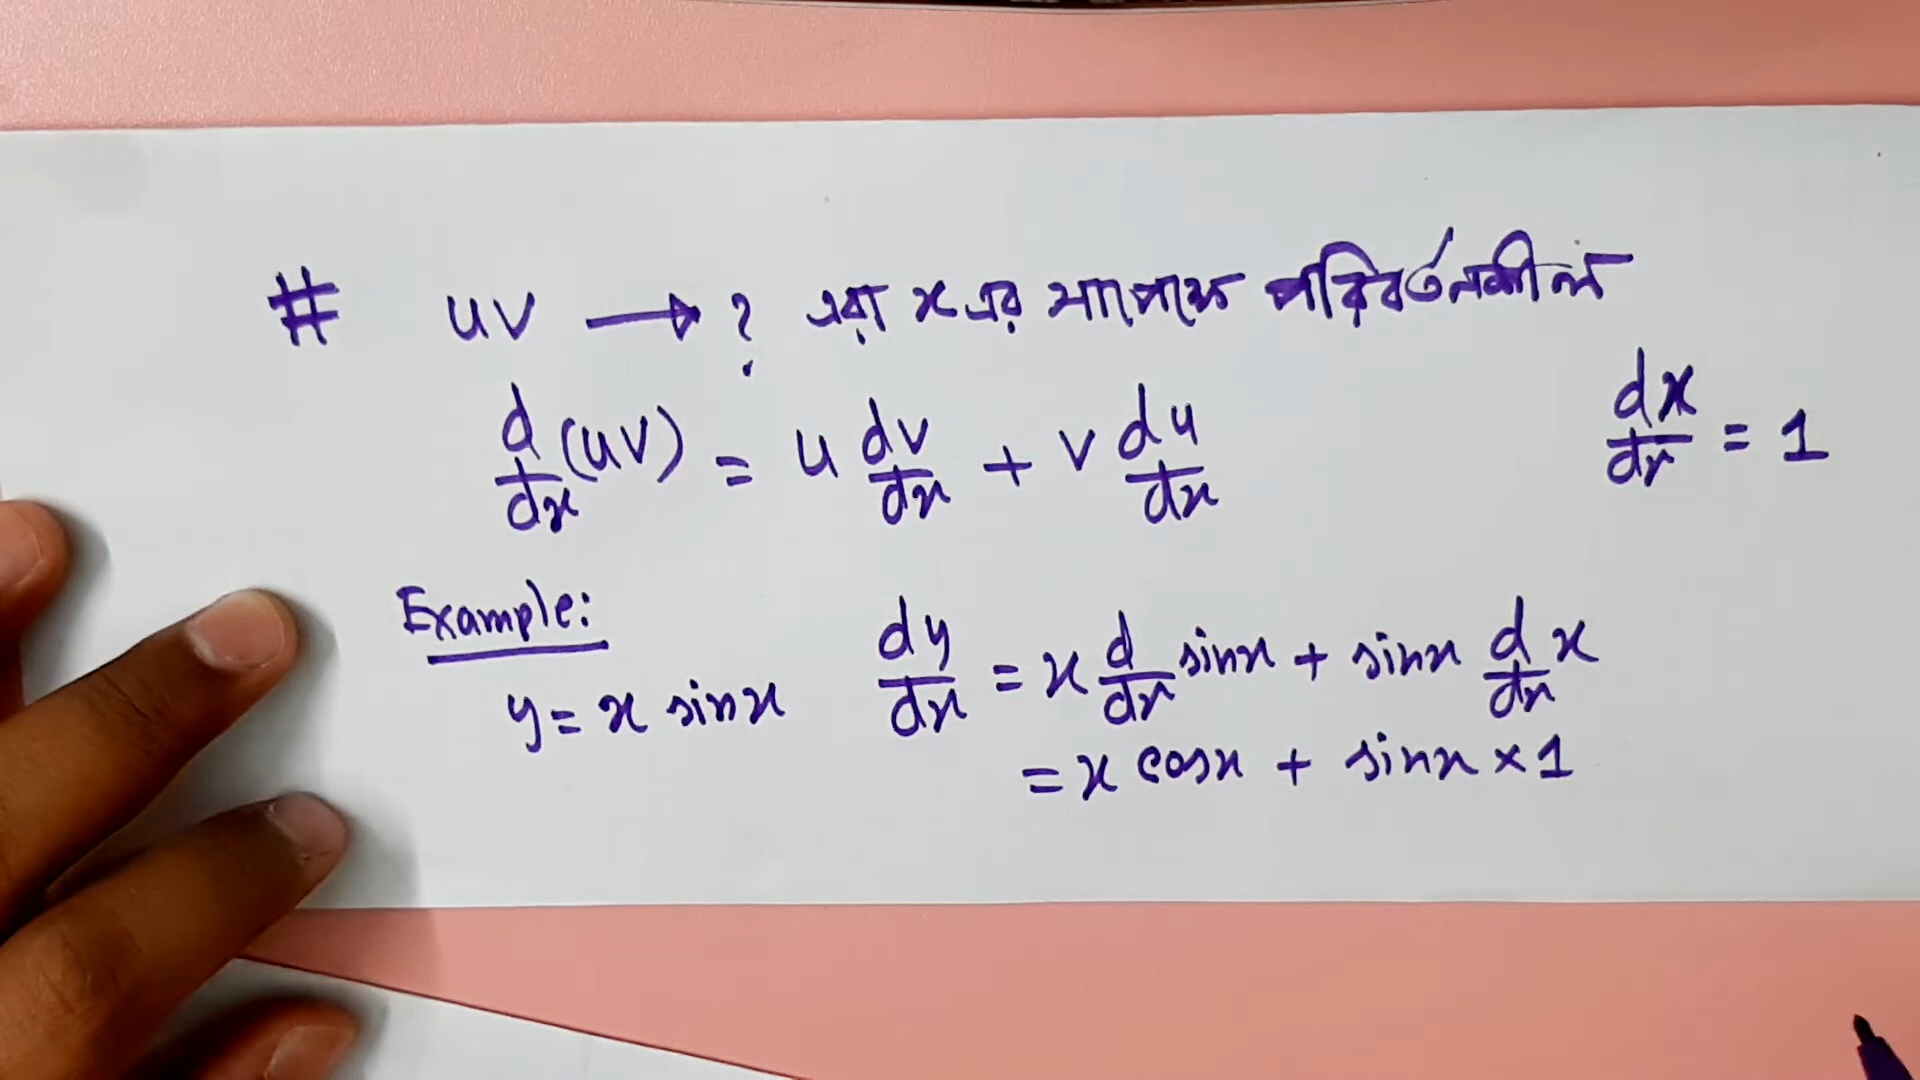 # uv → ? এরা x এর সাপেক্ষে পরিবর্তনশীল
d/dx (uv) = u dv/dx + v du/dx
dx/dx = 1
Example:
y = x sinx
dy/dx = x d/dx sinx + sinx d/dx x
= x cosx + sinx × 1